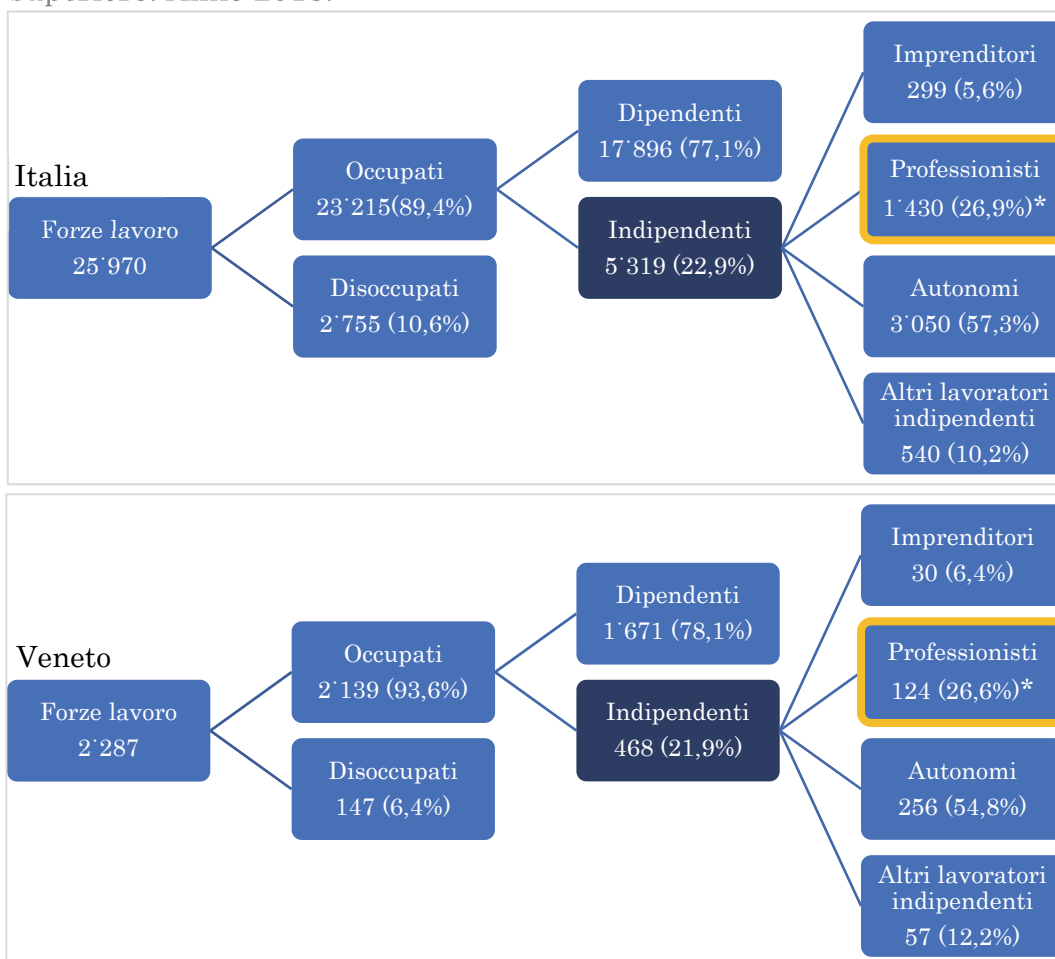 Italia
Forze lavoro
25˙970
Occupati
23˙215(89,4%)
Disoccupati
2˙755 (10,6%)
Dipendenti
17˙896 (77,1%)
Indipendenti
5˙319 (22,9%)
Imprenditori
299 (5,6%)
Professionisti
1˙430 (26,9%)*
Autonomi
3˙050 (57,3%)
Altri lavoratori
indipendenti
540 (10,2%)
Veneto
Forze lavoro
2˙287
Occupati
2˙139 (93,6%)
Disoccupati
147 (6,4%)
Dipendenti
1˙671 (78,1%)
Indipendenti
468 (21,9%)
Imprenditori
30 (6,4%)
Professionisti
124 (26,6%)*
Autonomi
256 (54,8%)
Altri lavoratori
indipendenti
57 (12,2%)